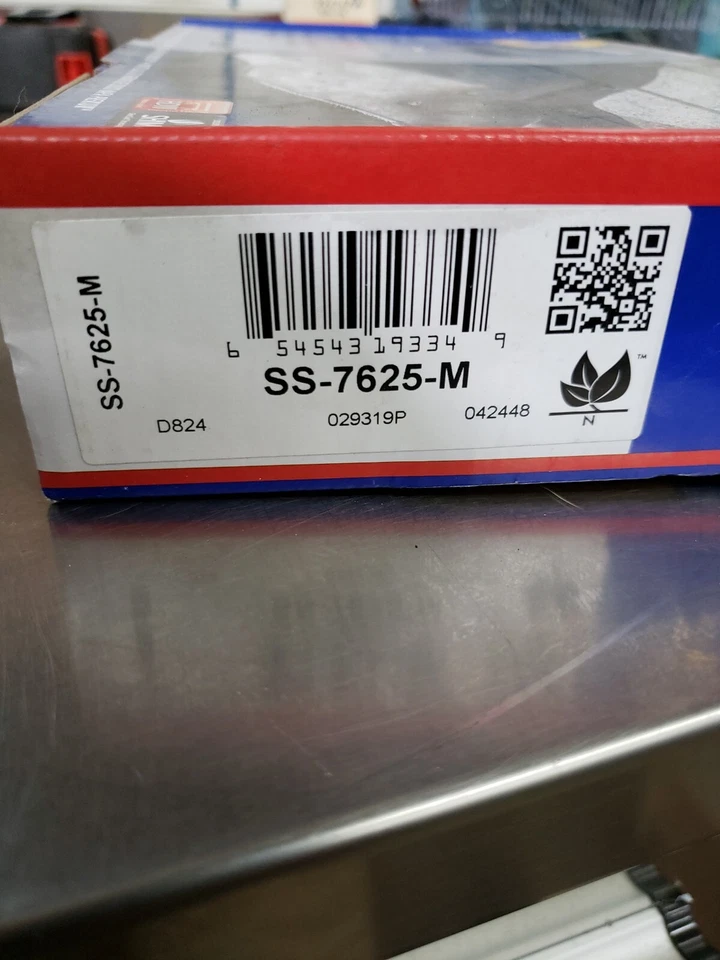 SS-7625-M
6 54543 19334 9
SS-7625-M
D824 029319P 042448
N
™